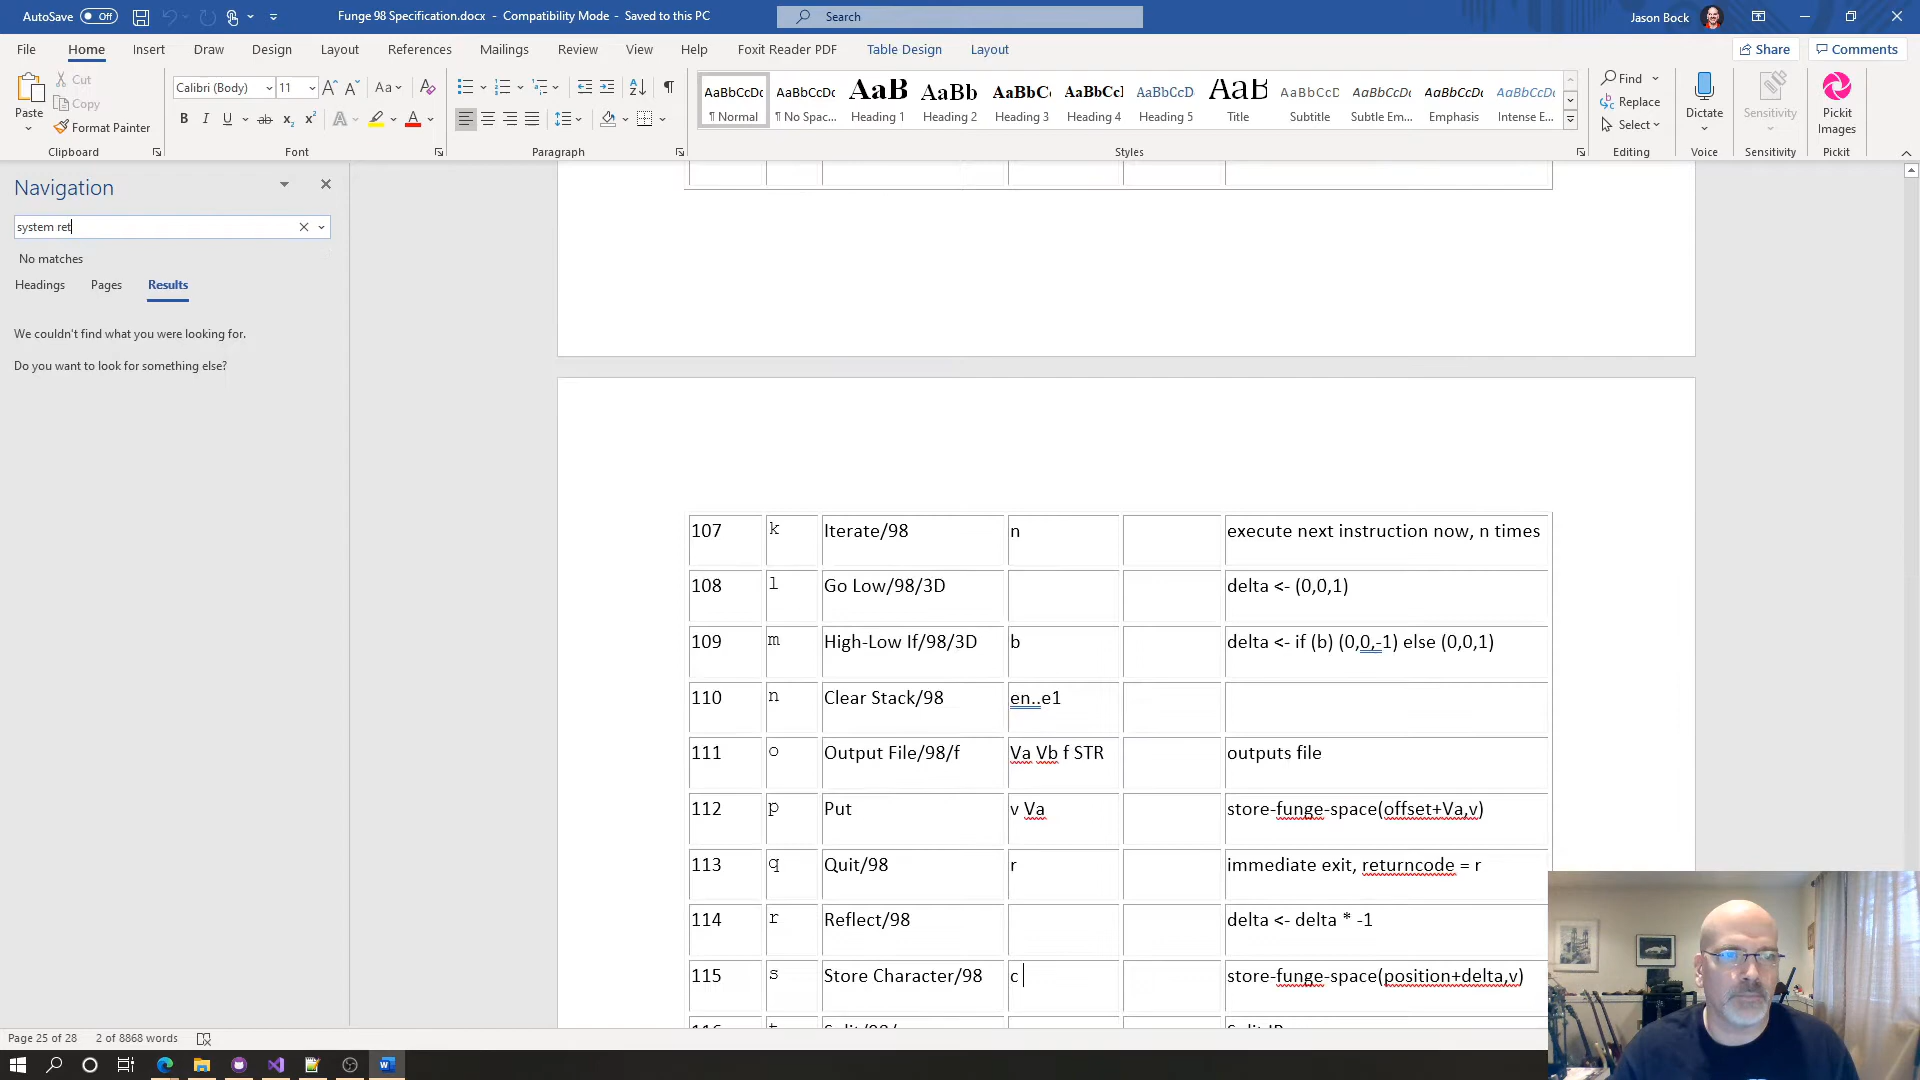 AutoSave Off Funge 98 Specification.docx - Compatibility Mode - Saved to this PC Search Jason Bock
File Home Insert Draw Design Layout References Mailings Review View Help Foxit Reader PDF Table Design Layout Share Comments
Paste Cut Copy Format Painter Clipboard
Calibri (Body) 11 Font
Paragraph
AaBbCcDc AaBbCcDc AaB AaBb AaBbC AaBbCc AaBbCcD AaB AaBbCcD AaBbCcDc AaBbCcDc AaBbCcDc
¶ Normal ¶ No Spac... Heading 1 Heading 2 Heading 3 Heading 4 Heading 5 Title Subtitle Subtle Em... Emphasis Intense E...
Styles
Find Replace Select Editing
Dictate Voice
Sensitivity Sensitivity
Pickit Images Pickit
Navigation
system ret
No matches
Headings Pages Results
We couldn't find what you were looking for.
Do you want to look for something else?
107 k Iterate/98 n execute next instruction now, n times
108 l Go Low/98/3D delta <- (0,0,1)
109 m High-Low If/98/3D b delta <- if (b) (0,0,-1) else (0,0,1)
110 n Clear Stack/98 en..e1
111 o Output File/98/f Va Vb f STR outputs file
112 p Put v Va store-funge-space(offset+Va,v)
113 q Quit/98 r immediate exit, returncode = r
114 r Reflect/98 delta <- delta * -1
115 s Store Character/98 c store-funge-space(position+delta,v)
Page 25 of 28 2 of 8868 words